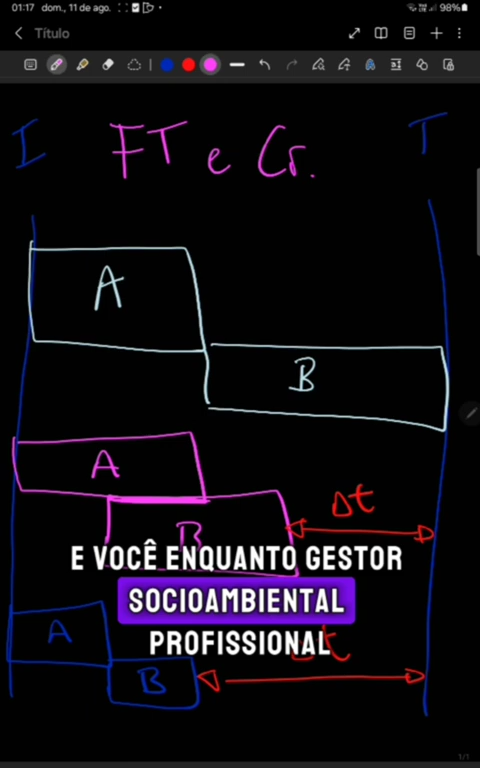 01:17 dom., 11 de ago.
98%
Título
I FT e Cr. T
A
B
A
Δt
B
E VOCÊ ENQUANTO GESTOR
SOCIOAMBIENTAL
PROFISSIONAL
A
B
1/1